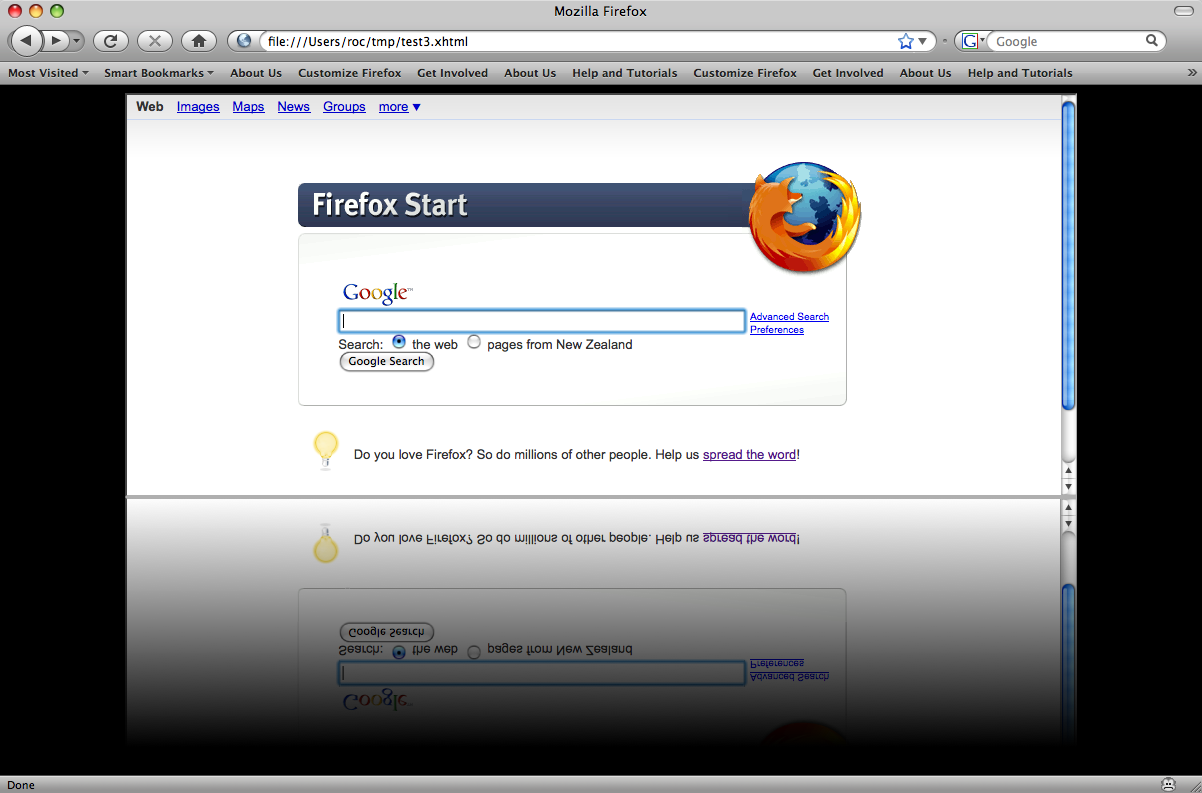 Mozilla Firefox
file:///Users/roc/tmp/test3.xhtml
G Google
Most Visited Smart Bookmarks About Us Customize Firefox Get Involved About Us Help and Tutorials Customize Firefox Get Involved About Us Help and Tutorials »
Web Images Maps News Groups more ▼
Firefox Start
Google™
Advanced Search
Preferences
Search: the web pages from New Zealand
Google Search
Do you love Firefox? So do millions of other people. Help us spread the word!
Do you love Firefox? So do millions of other people. Help us spread the word!
Google Search
Search: the web pages from New Zealand
Preferences
Advanced Search
Google
Done